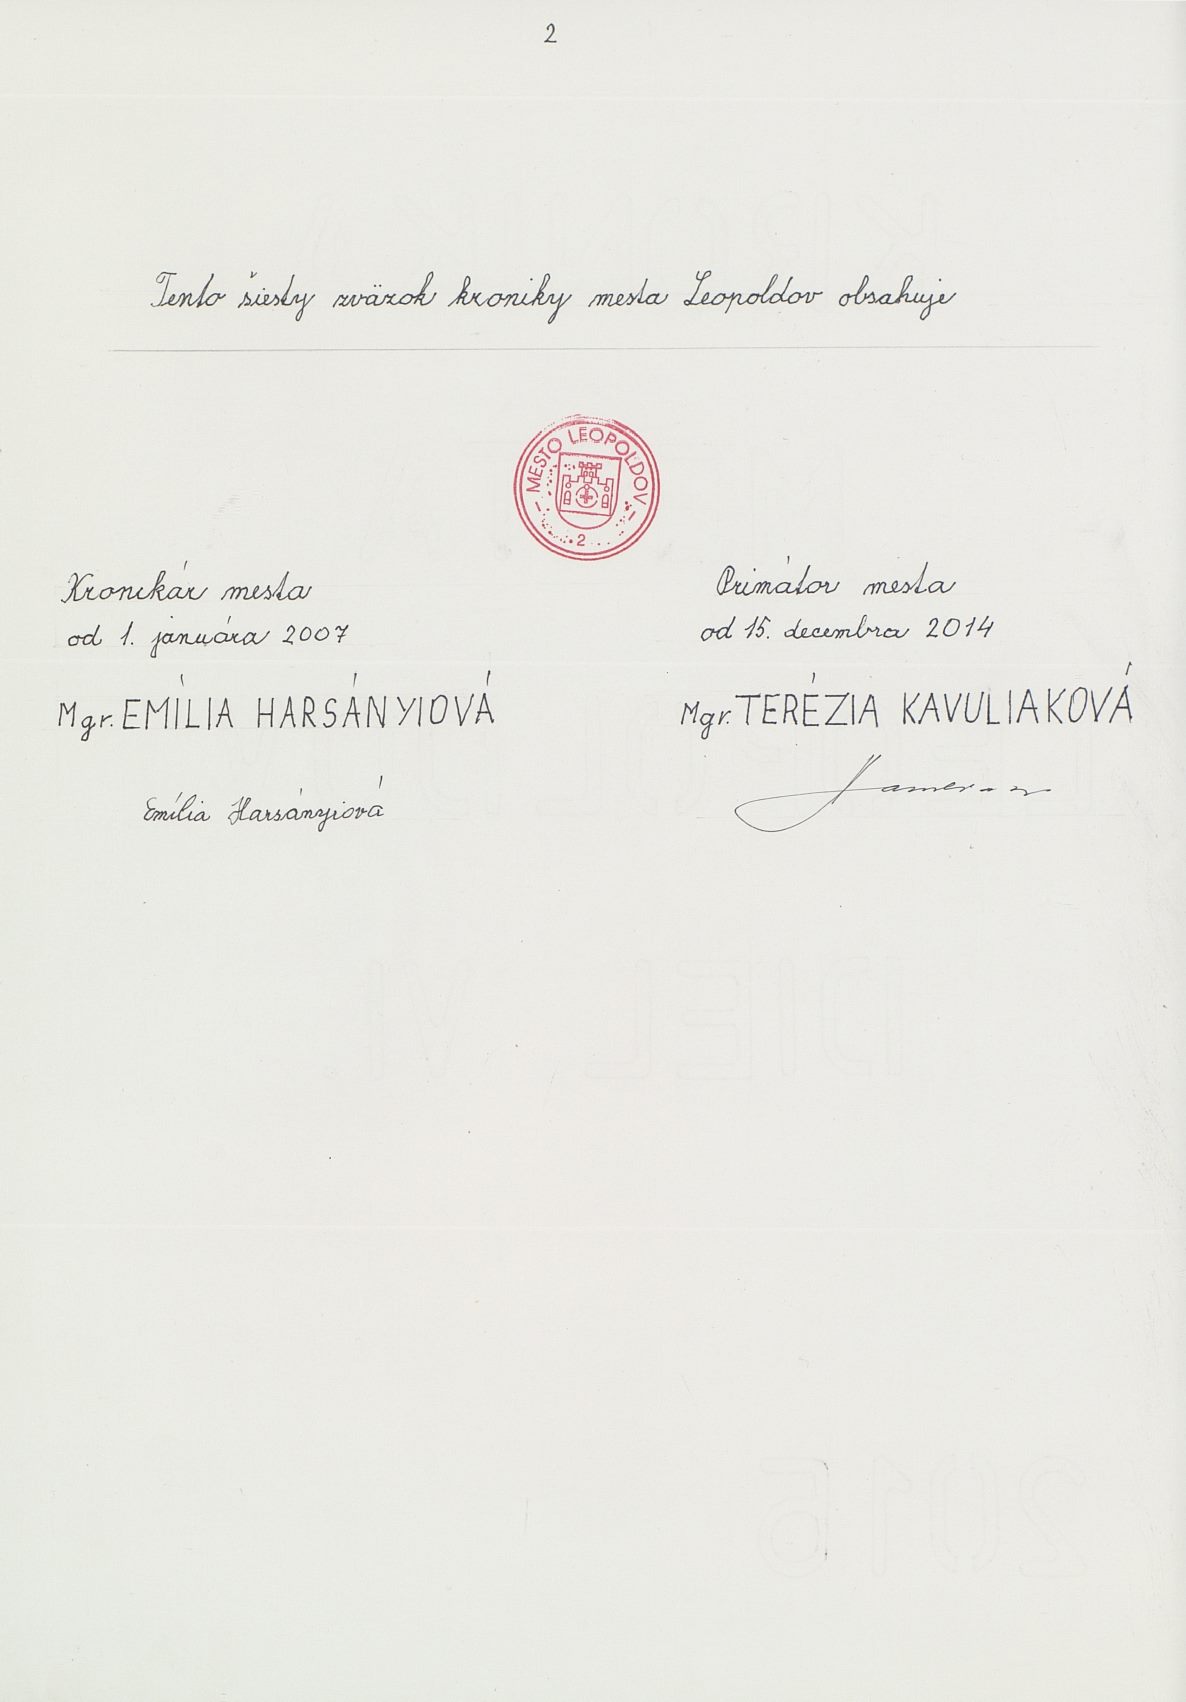 2
Tento šiesty zväzok kroniky mesta Leopoldov obsahuje
MESTO LEOPOLDOV
2
Kronikár mesta
od 1. januára 2007
Mgr. EMÍLIA HARSÁNYIOVÁ
Emília Harsányiová
Primátor mesta
od 15. decembra 2014
Mgr. TERÉZIA KAVULIAKOVÁ